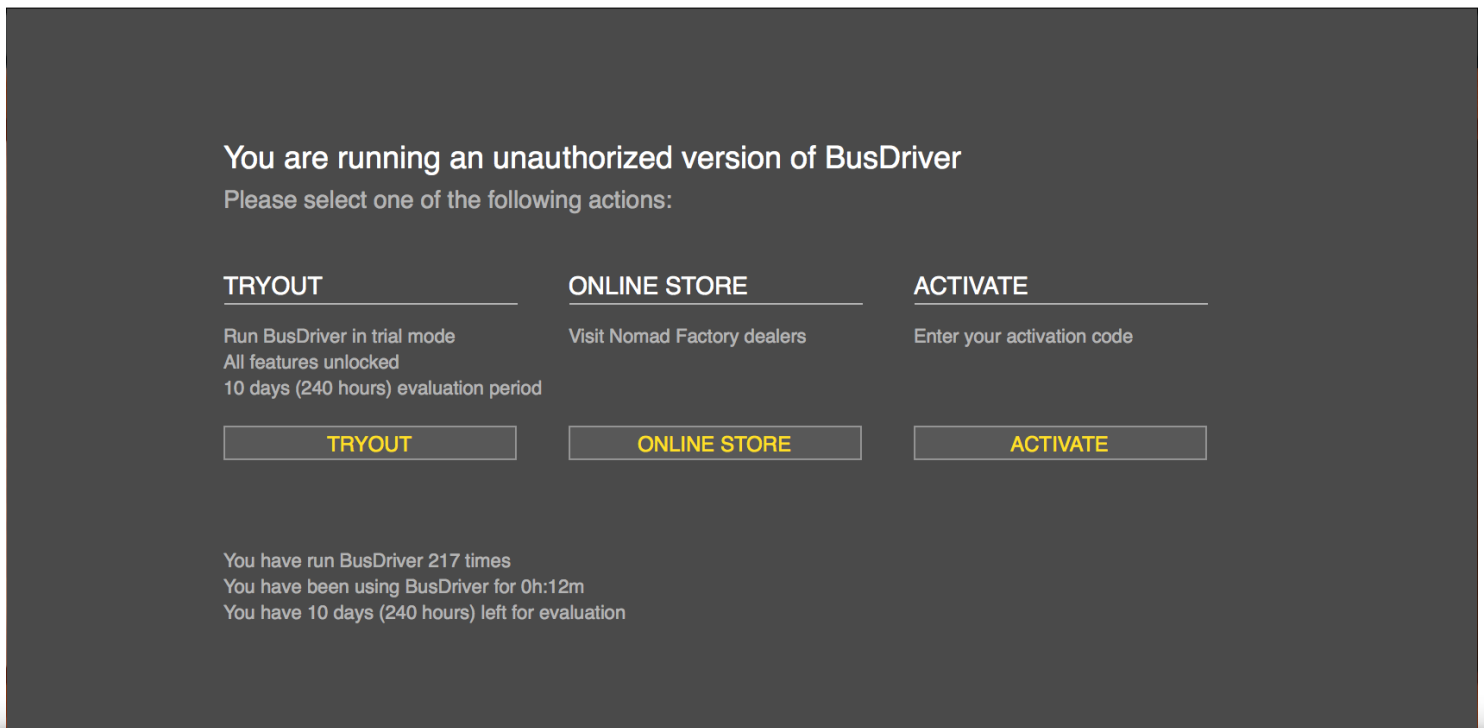 You are running an unauthorized version of BusDriver
Please select one of the following actions:
TRYOUT
Run BusDriver in trial mode
All features unlocked
10 days (240 hours) evaluation period
TRYOUT
ONLINE STORE
Visit Nomad Factory dealers
ONLINE STORE
ACTIVATE
Enter your activation code
ACTIVATE
You have run BusDriver 217 times
You have been using BusDriver for 0h:12m
You have 10 days (240 hours) left for evaluation